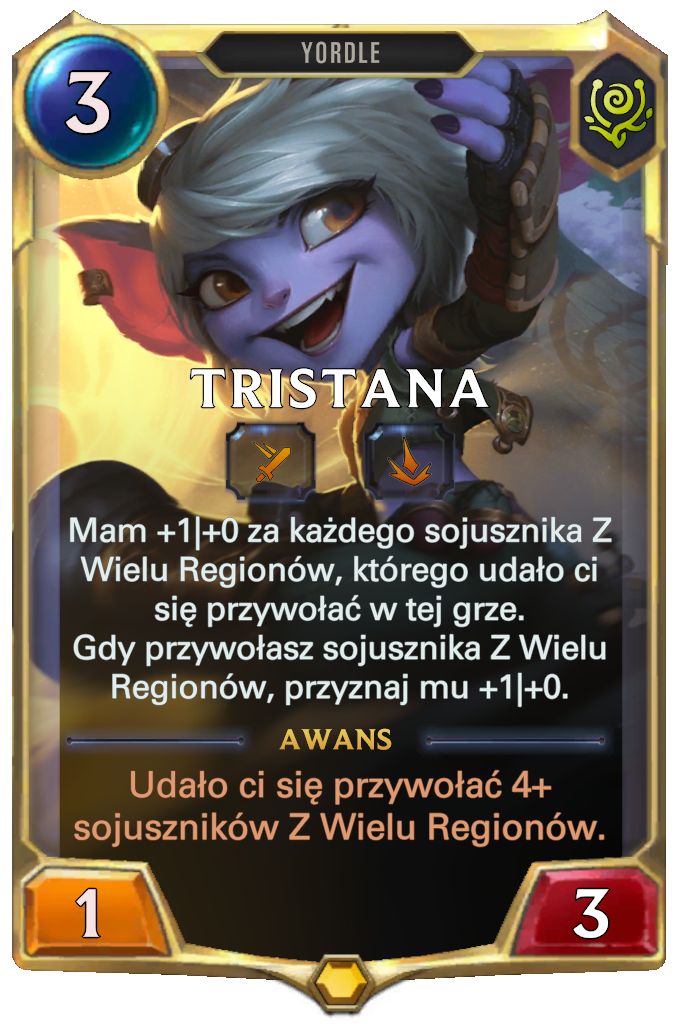 YORDLE
3
TRISTANA
Mam +1|+0 za każdego sojusznika Z
Wielu Regionów, którego udało ci
się przywołać w tej grze.
Gdy przywołasz sojusznika Z Wielu
Regionów, przyznaj mu +1|+0.
AWANS
Udało ci się przywołać 4+
sojuszników Z Wielu Regionów.
1
3